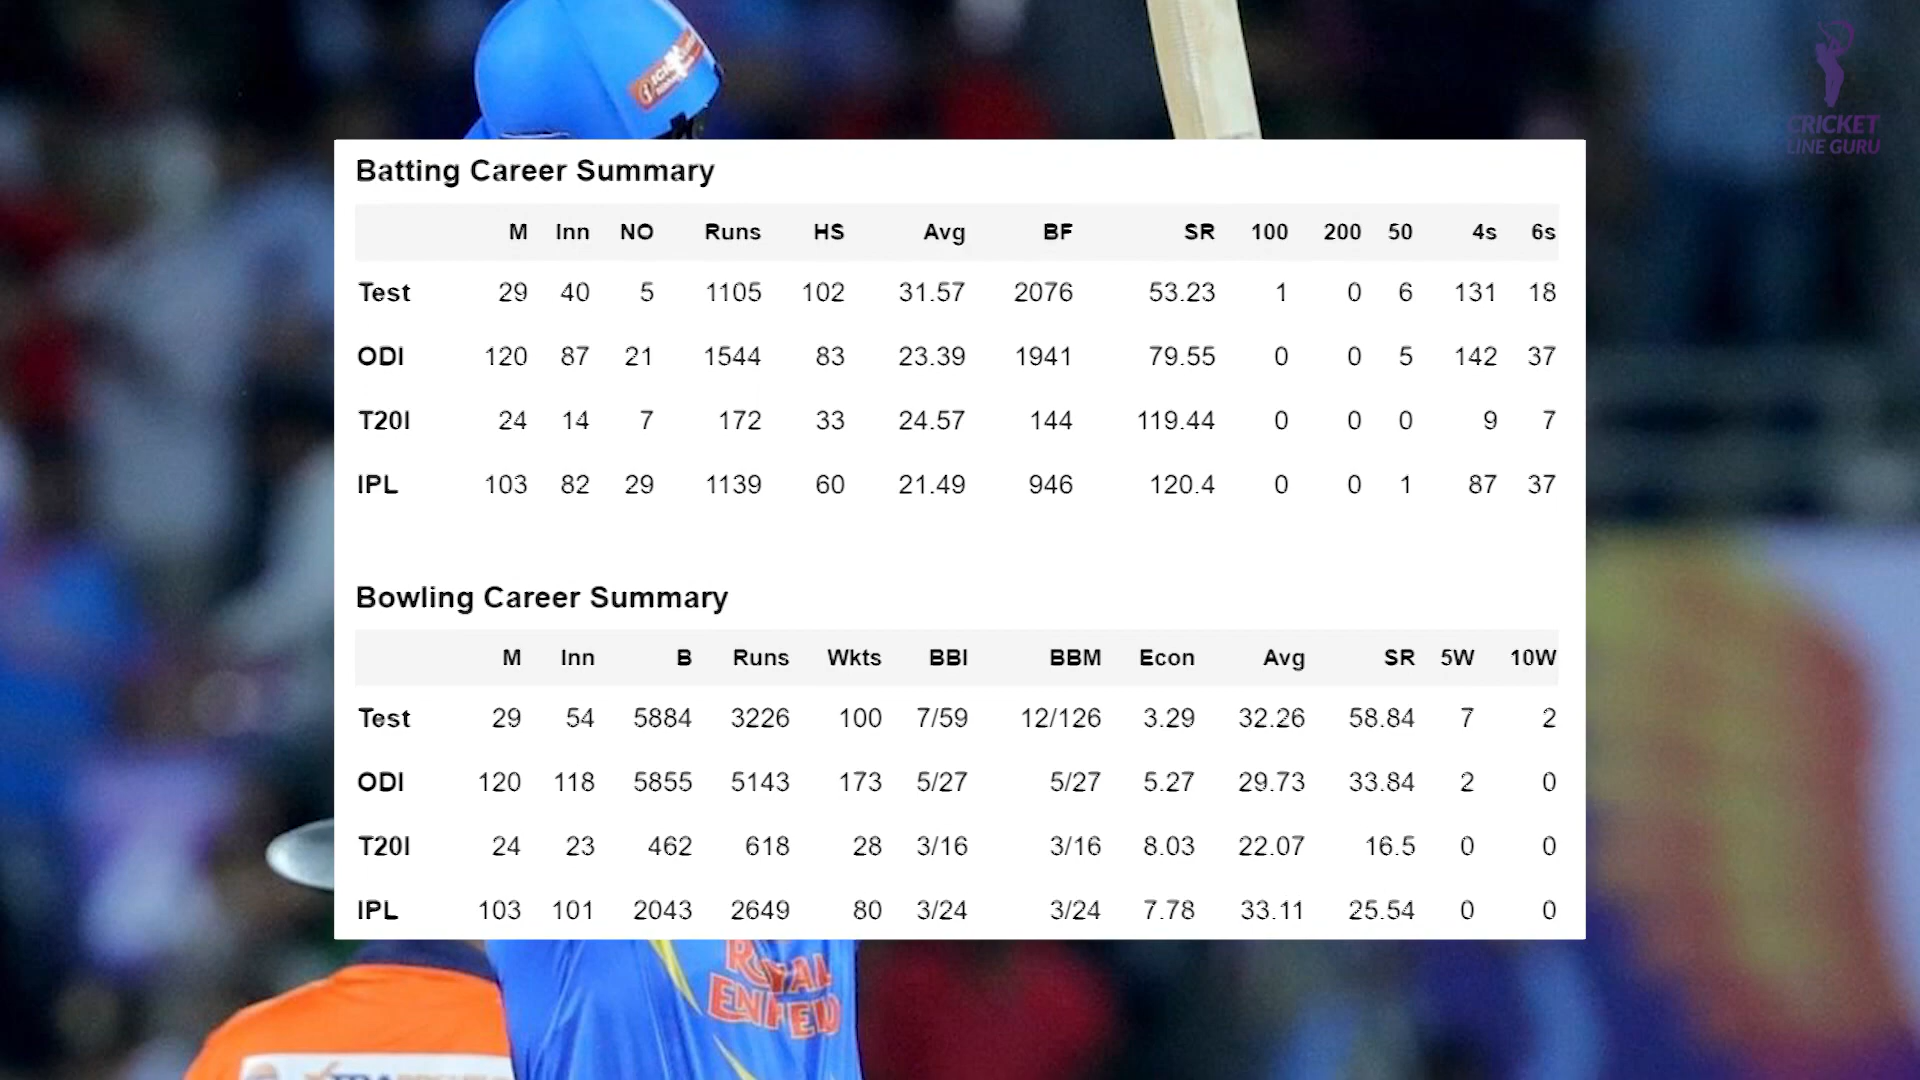 CRICKET
LINE GURU
Batting Career Summary
M Inn NO Runs HS Avg BF SR 100 200 50 4s 6s
Test 29 40 5 1105 102 31.57 2076 53.23 1 0 6 131 18
ODI 120 87 21 1544 83 23.39 1941 79.55 0 0 5 142 37
T20I 24 14 7 172 33 24.57 144 119.44 0 0 0 9 7
IPL 103 82 29 1139 60 21.49 946 120.4 0 0 1 87 37
Bowling Career Summary
M Inn B Runs Wkts BBI BBM Econ Avg SR 5W 10W
Test 29 54 5884 3226 100 7/59 12/126 3.29 32.26 58.84 7 2
ODI 120 118 5855 5143 173 5/27 5/27 5.27 29.73 33.84 2 0
T20I 24 23 462 618 28 3/16 3/16 8.03 22.07 16.5 0 0
IPL 103 101 2043 2649 80 3/24 3/24 7.78 33.11 25.54 0 0
ROYAL
ENFIELD